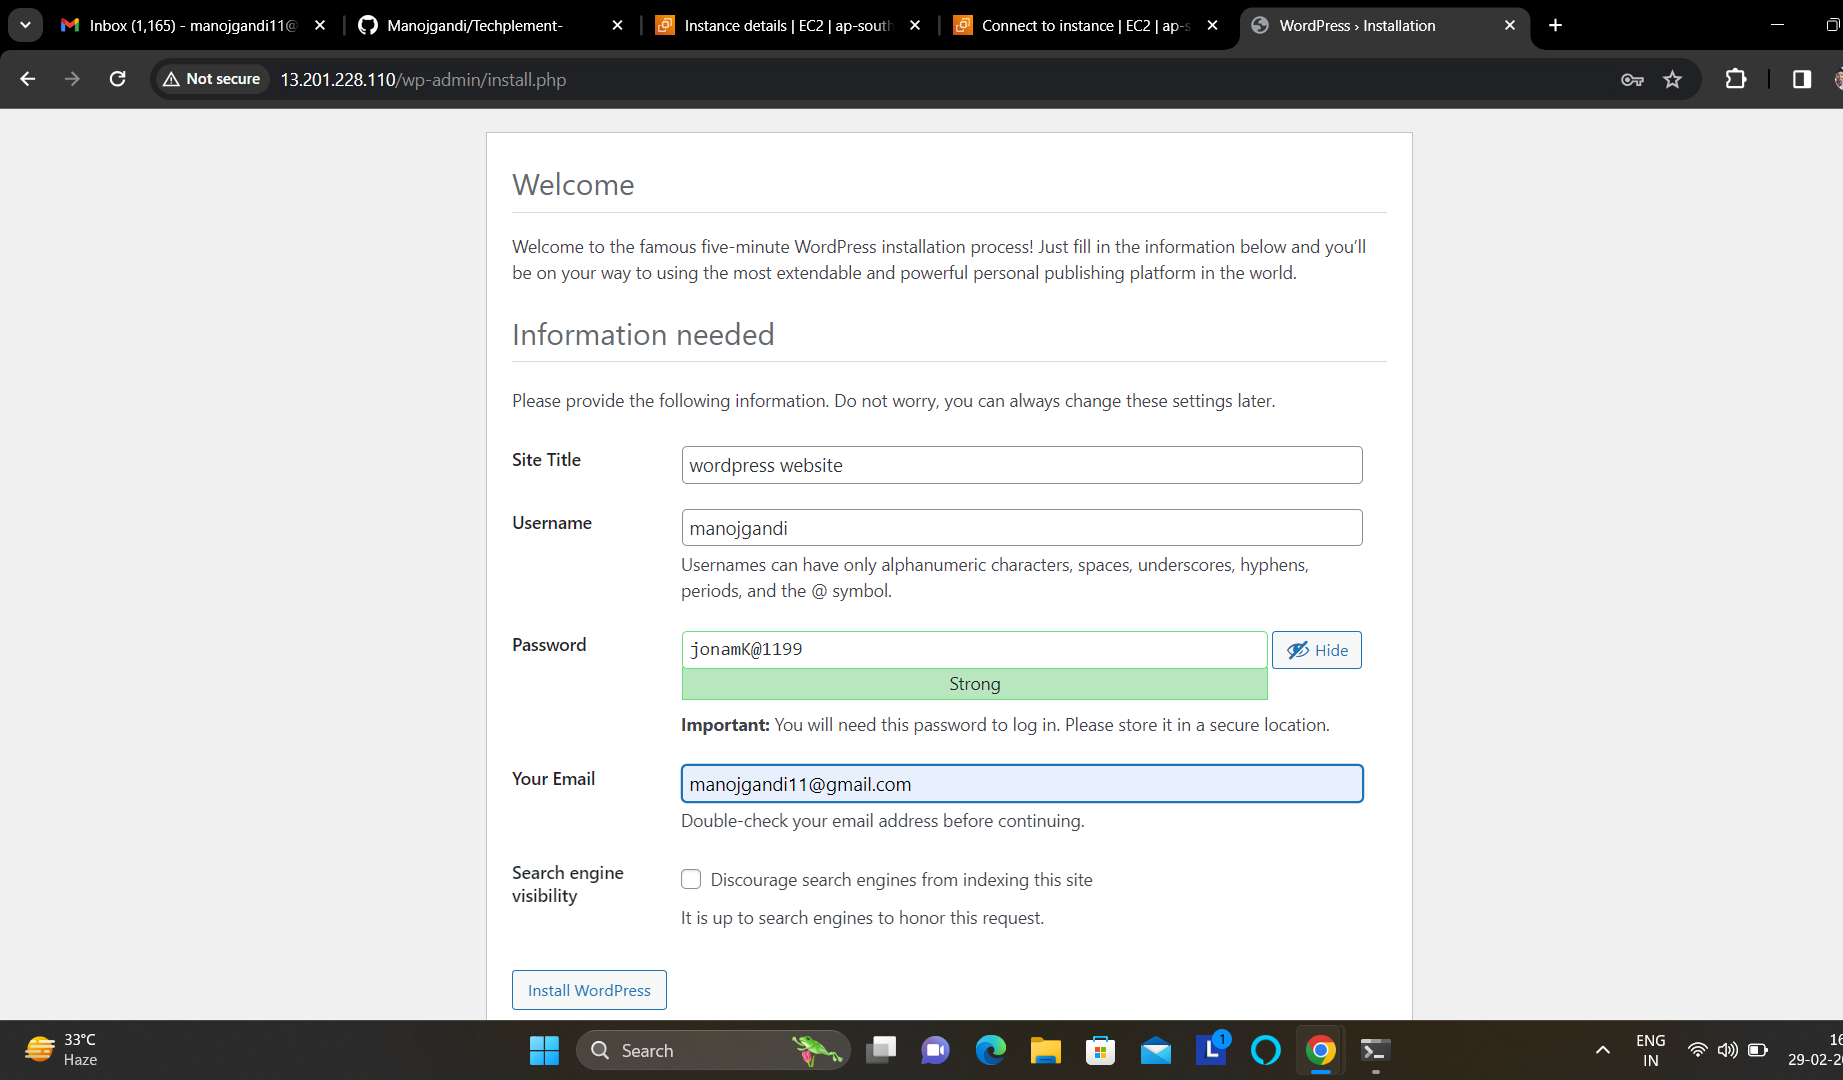 Inbox (1,165) - manojgandi11@
Manojgandi/Techplement-
Instance details | EC2 | ap-south
Connect to instance | EC2 | ap-s
WordPress › Installation
Not secure
13.201.228.110/wp-admin/install.php
Welcome
Welcome to the famous five-minute WordPress installation process! Just fill in the information below and you’ll
be on your way to using the most extendable and powerful personal publishing platform in the world.
Information needed
Please provide the following information. Do not worry, you can always change these settings later.
Site Title
wordpress website
Username
manojgandi
Usernames can have only alphanumeric characters, spaces, underscores, hyphens,
periods, and the @ symbol.
Password
jonamK@1199
Hide
Strong
Important: You will need this password to log in. Please store it in a secure location.
Your Email
manojgandi11@gmail.com
Double-check your email address before continuing.
Search engine
visibility
Discourage search engines from indexing this site
It is up to search engines to honor this request.
Install WordPress
33°C
Haze
Search
L
1
ENG
IN
16
29-02-2